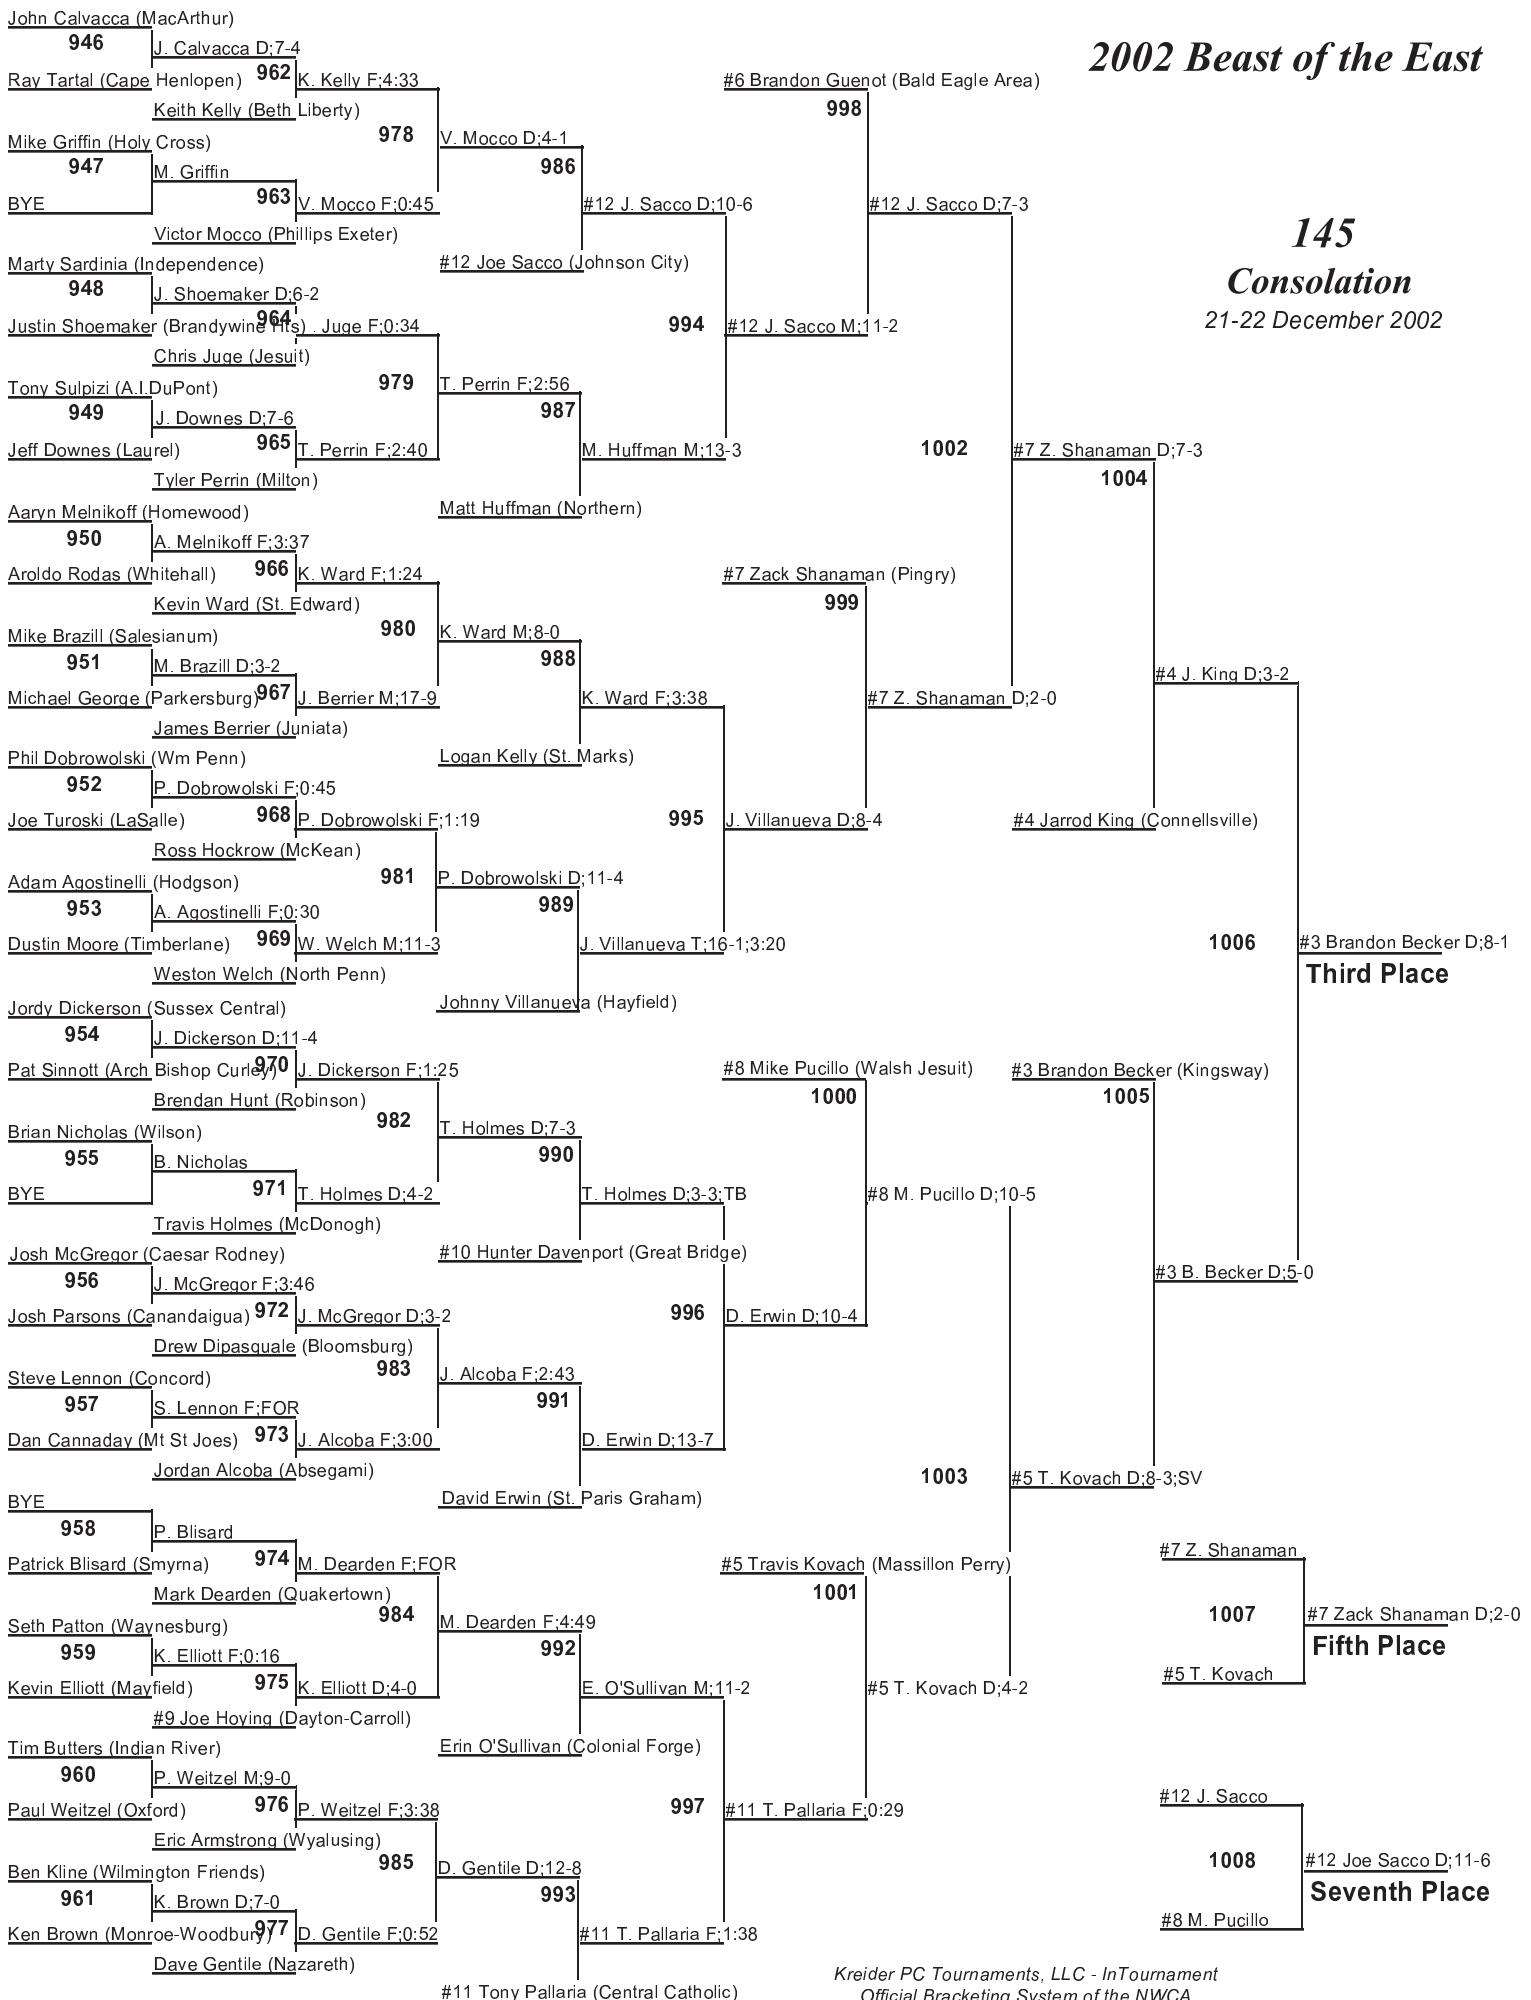 2002 Beast of the East
145
Consolation
21-22 December 2002
John Calvacca (MacArthur)
946
J. Calvacca D;7-4
Ray Tartal (Cape Henlopen)
962
K. Kelly F;4:33
Keith Kelly (Beth Liberty)
978
Mike Griffin (Holy Cross)
V. Mocco D;4-1
947
M. Griffin
986
963
BYE
V. Mocco F;0:45
#12 J. Sacco D;10-6
Victor Mocco (Phillips Exeter)
Marty Sardinia (Independence)
#12 Joe Sacco (Johnson City)
948
J. Shoemaker D;6-2
964
Justin Shoemaker (Brandywine Hts)
. Juge F;0:34
994
#12 J. Sacco M;11-2
Chris Juge (Jesuit)
979
Tony Sulpizi (A.I.DuPont)
T. Perrin F;2:56
949
J. Downes D;7-6
987
965
Jeff Downes (Laurel)
T. Perrin F;2:40
M. Huffman M;13-3
Tyler Perrin (Milton)
Matt Huffman (Northern)
#6 Brandon Guenot (Bald Eagle Area)
998
#12 J. Sacco D;7-3
1002
#7 Z. Shanaman D;7-3
1004
Aaryn Melnikoff (Homewood)
950
A. Melnikoff F;3:37
966
Aroldo Rodas (Whitehall)
K. Ward F;1:24
#7 Zack Shanaman (Pingry)
Kevin Ward (St. Edward)
999
980
Mike Brazill (Salesianum)
K. Ward M;8-0
951
M. Brazill D;3-2
988
#4 J. King D;3-2
967
Michael George (Parkersburg)
J. Berrier M;17-9
K. Ward F;3:38
#7 Z. Shanaman D;2-0
James Berrier (Juniata)
Phil Dobrowolski (Wm Penn)
Logan Kelly (St. Marks)
952
P. Dobrowolski F;0:45
968
Joe Turoski (LaSalle)
P. Dobrowolski F;1:19
995
J. Villanueva D;8-4
#4 Jarrod King (Connellsville)
Ross Hockrow (McKean)
981
Adam Agostinelli (Hodgson)
P. Dobrowolski D;11-4
953
A. Agostinelli F;0:30
989
969
Dustin Moore (Timberlane)
W. Welch M;11-3
J. Villanueva T;16-1;3:20
1006
#3 Brandon Becker D;8-1
Third Place
Weston Welch (North Penn)
Johnny Villanueva (Hayfield)
Jordy Dickerson (Sussex Central)
954
J. Dickerson D;11-4
970
Pat Sinnott (Arch Bishop Curley)
J. Dickerson F;1:25
#8 Mike Pucillo (Walsh Jesuit)
#3 Brandon Becker (Kingsway)
Brendan Hunt (Robinson)
1000
1005
982
Brian Nicholas (Wilson)
T. Holmes D;7-3
955
B. Nicholas
990
971
BYE
T. Holmes D;4-2
T. Holmes D;3-3;TB
#8 M. Pucillo D;10-5
Travis Holmes (McDonogh)
Josh McGregor (Caesar Rodney)
#10 Hunter Davenport (Great Bridge)
956
J. McGregor F;3:46
#3 B. Becker D;5-0
972
Josh Parsons (Canandaigua)
J. McGregor D;3-2
996
D. Erwin D;10-4
Drew Dipasquale (Bloomsburg)
983
Steve Lennon (Concord)
J. Alcoba F;2:43
957
S. Lennon F;FOR
991
973
Dan Cannaday (Mt St Joes)
J. Alcoba F;3:00
D. Erwin D;13-7
Jordan Alcoba (Absegami)
1003
#5 T. Kovach D;8-3;SV
BYE
David Erwin (St. Paris Graham)
958
P. Blisard
974
Patrick Blisard (Smyrna)
M. Dearden F;FOR
#5 Travis Kovach (Massillon Perry)
#7 Z. Shanaman
Mark Dearden (Quakertown)
1001
984
Seth Patton (Waynesburg)
M. Dearden F;4:49
1007
#7 Zack Shanaman D;2-0
Fifth Place
959
K. Elliott F;0:16
992
975
Kevin Elliott (Mayfield)
K. Elliott D;4-0
E. O'Sullivan M;11-2
#5 T. Kovach D;4-2
#5 T. Kovach
#9 Joe Hoying (Dayton-Carroll)
Tim Butters (Indian River)
Erin O'Sullivan (Colonial Forge)
960
P. Weitzel M;9-0
976
Paul Weitzel (Oxford)
P. Weitzel F;3:38
997
#11 T. Pallaria F;0:29
#12 J. Sacco
Eric Armstrong (Wyalusing)
985
Ben Kline (Wilmington Friends)
D. Gentile D;12-8
1008
#12 Joe Sacco D;11-6
Seventh Place
961
K. Brown D;7-0
993
977
Ken Brown (Monroe-Woodbury)
D. Gentile F;0:52
#11 T. Pallaria F;1:38
#8 M. Pucillo
Dave Gentile (Nazareth)
#11 Tony Pallaria (Central Catholic)
Kreider PC Tournaments, LLC - InTournament
Official Bracketing System of the NWCA